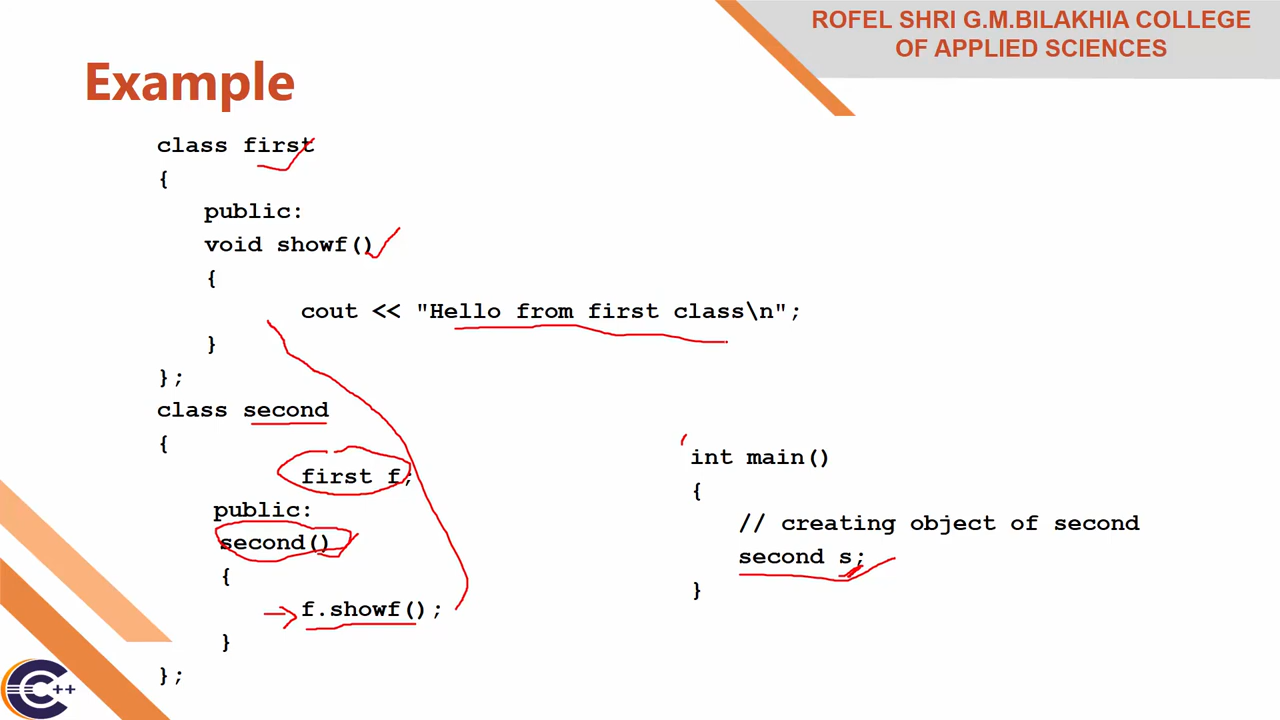 ROFEL SHRI G.M.BILAKHIA COLLEGE
OF APPLIED SCIENCES
Example
class first
{
public:
void showf()
{
cout << "Hello from first class\n";
}
};
class second
{
first f;
public:
second()
{
f.showf();
}
};
int main()
{
// creating object of second
second s;
}
C++